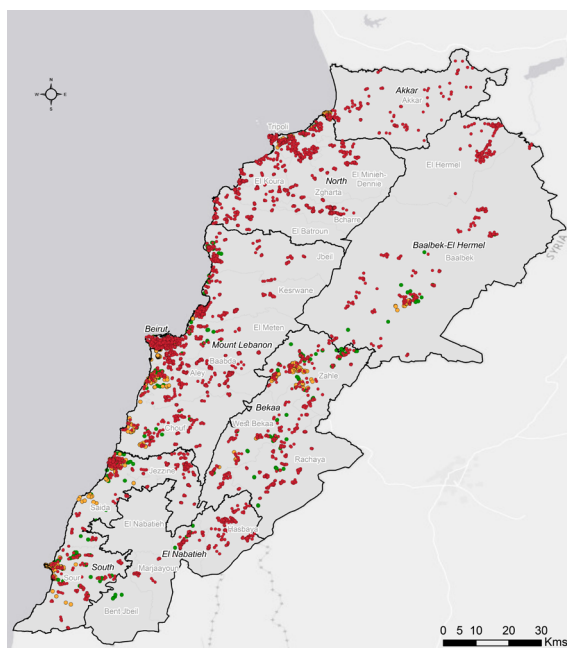 N
W E
S
Akkar
Akkar
Tripoli
El Hermel
El Minieh-
Dennie
El Koura
North
Zgharta
Bcharre
El Batroun
Baalbek-El Hermel
Baalbek
SYRIA
Jbeil
Kesrwane
El Meten
Beirut
Mount Lebanon
Baabda
Aley
Zahle
Bekaa
Chouf
West Bekaa
Rachaya
Jezzine
Saida
El Nabatieh
Hasbaya
El Nabatieh
South
Sour
Marjaayoun
Bent Jbeil
0 5 10 20 30
Kms